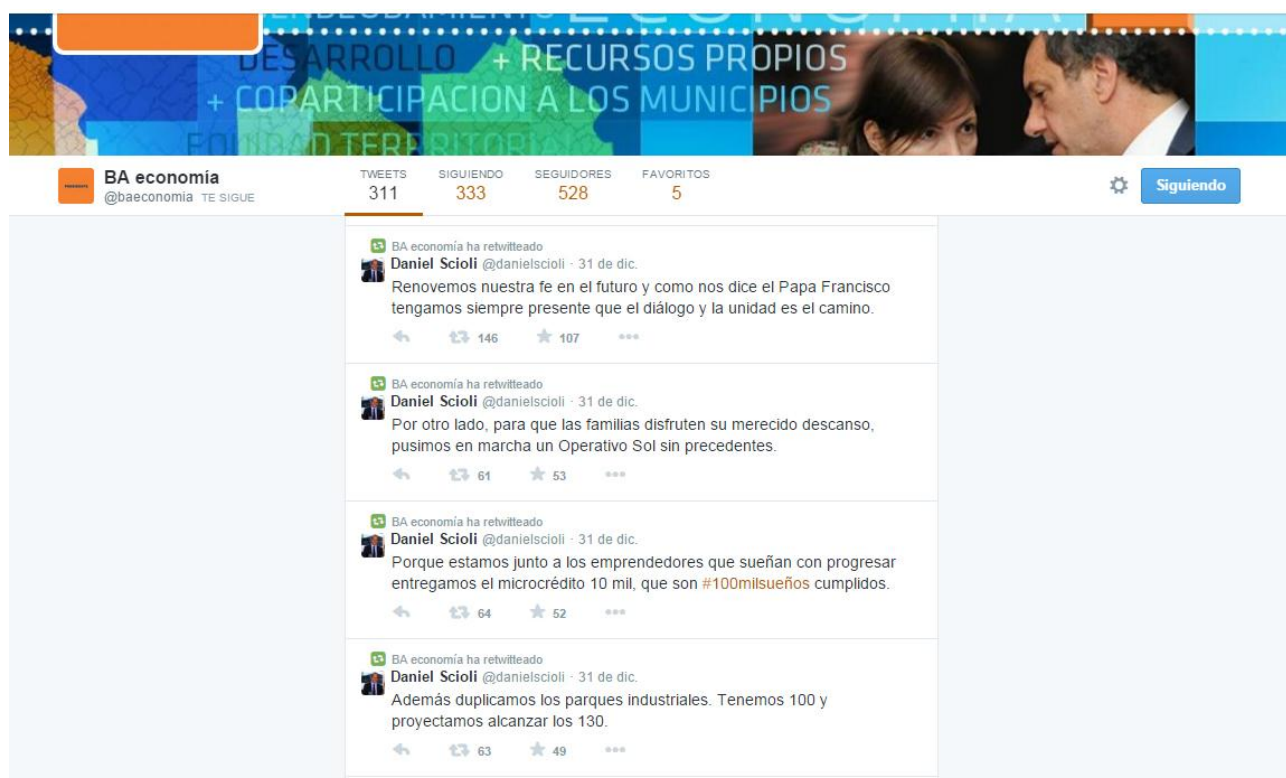 ENDEUDAMIENTO ECONOMIA
DESARROLLO + RECURSOS PROPIOS
+ COPARTICIPACION A LOS MUNICIPIOS
EQUIDAD TERRITORIAL
BA economía
@baeconomia TE SIGUE
TWEETS SIGUIENDO SEGUIDORES FAVORITOS
311 333 528 5
Siguiendo
BA economía ha retwitteado
Daniel Scioli @danielscioli · 31 de dic.
Renovemos nuestra fe en el futuro y como nos dice el Papa Francisco
tengamos siempre presente que el diálogo y la unidad es el camino.
146 107
BA economía ha retwitteado
Daniel Scioli @danielscioli · 31 de dic.
Por otro lado, para que las familias disfruten su merecido descanso,
pusimos en marcha un Operativo Sol sin precedentes.
61 53
BA economía ha retwitteado
Daniel Scioli @danielscioli · 31 de dic.
Porque estamos junto a los emprendedores que sueñan con progresar
entregamos el microcrédito 10 mil, que son #100milsueños cumplidos.
64 52
BA economía ha retwitteado
Daniel Scioli @danielscioli · 31 de dic.
Además duplicamos los parques industriales. Tenemos 100 y
proyectamos alcanzar los 130.
63 49